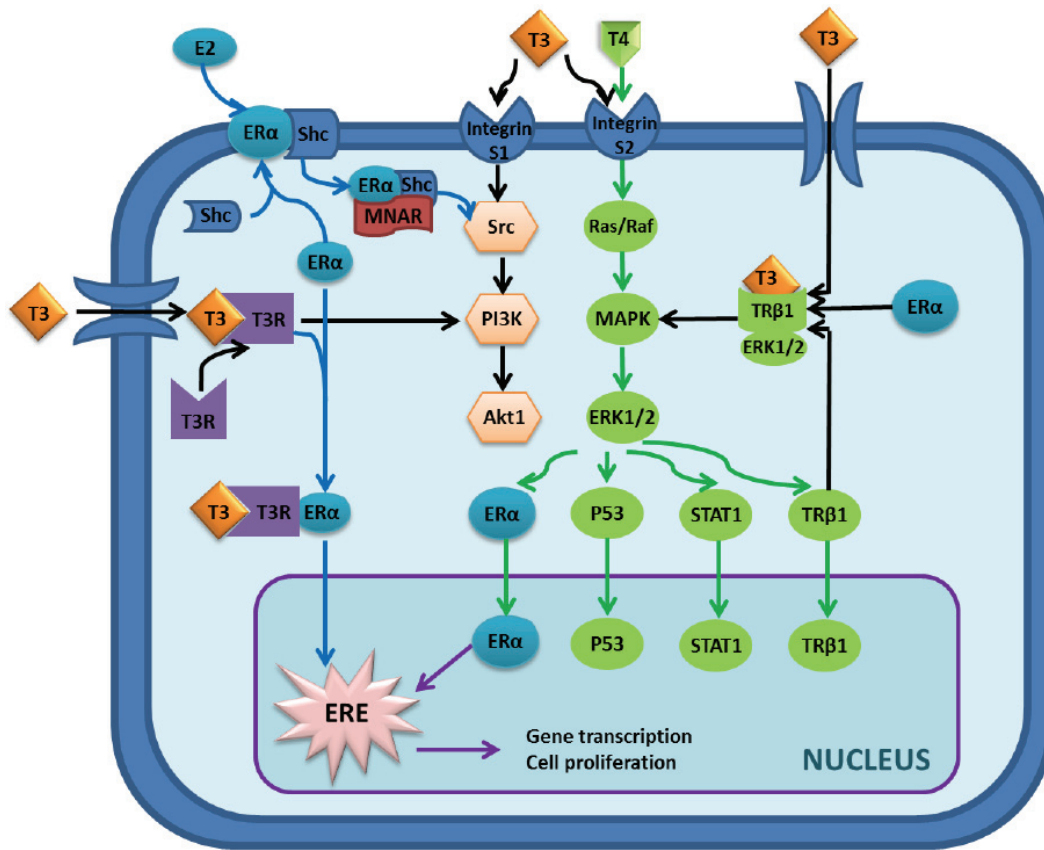 T3
T4
T3
E2
ERα
Shc
Integrin
S1
Integrin
S2
ERα
Shc
MNAR
Shc
Src
Ras/Raf
ERα
T3
T3
T3R
PI3K
MAPK
T3
TRβ1
ERK1/2
ERα
T3R
Akt1
ERK1/2
T3
T3R
ERα
ERα
P53
STAT1
TRβ1
ERα
P53
STAT1
TRβ1
ERE
Gene transcription
Cell proliferation
NUCLEUS